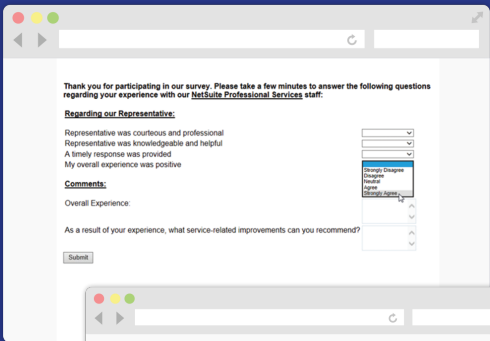 Thank you for participating in our survey. Please take a few minutes to answer the following questions
regarding your experience with our NetSuite Professional Services staff:
Regarding our Representative:
Representative was courteous and professional
Representative was knowledgeable and helpful
A timely response was provided
My overall experience was positive
Strongly Disagree
Disagree
Neutral
Agree
Strongly Agree
Comments:
Overall Experience:
As a result of your experience, what service-related improvements can you recommend?
Submit